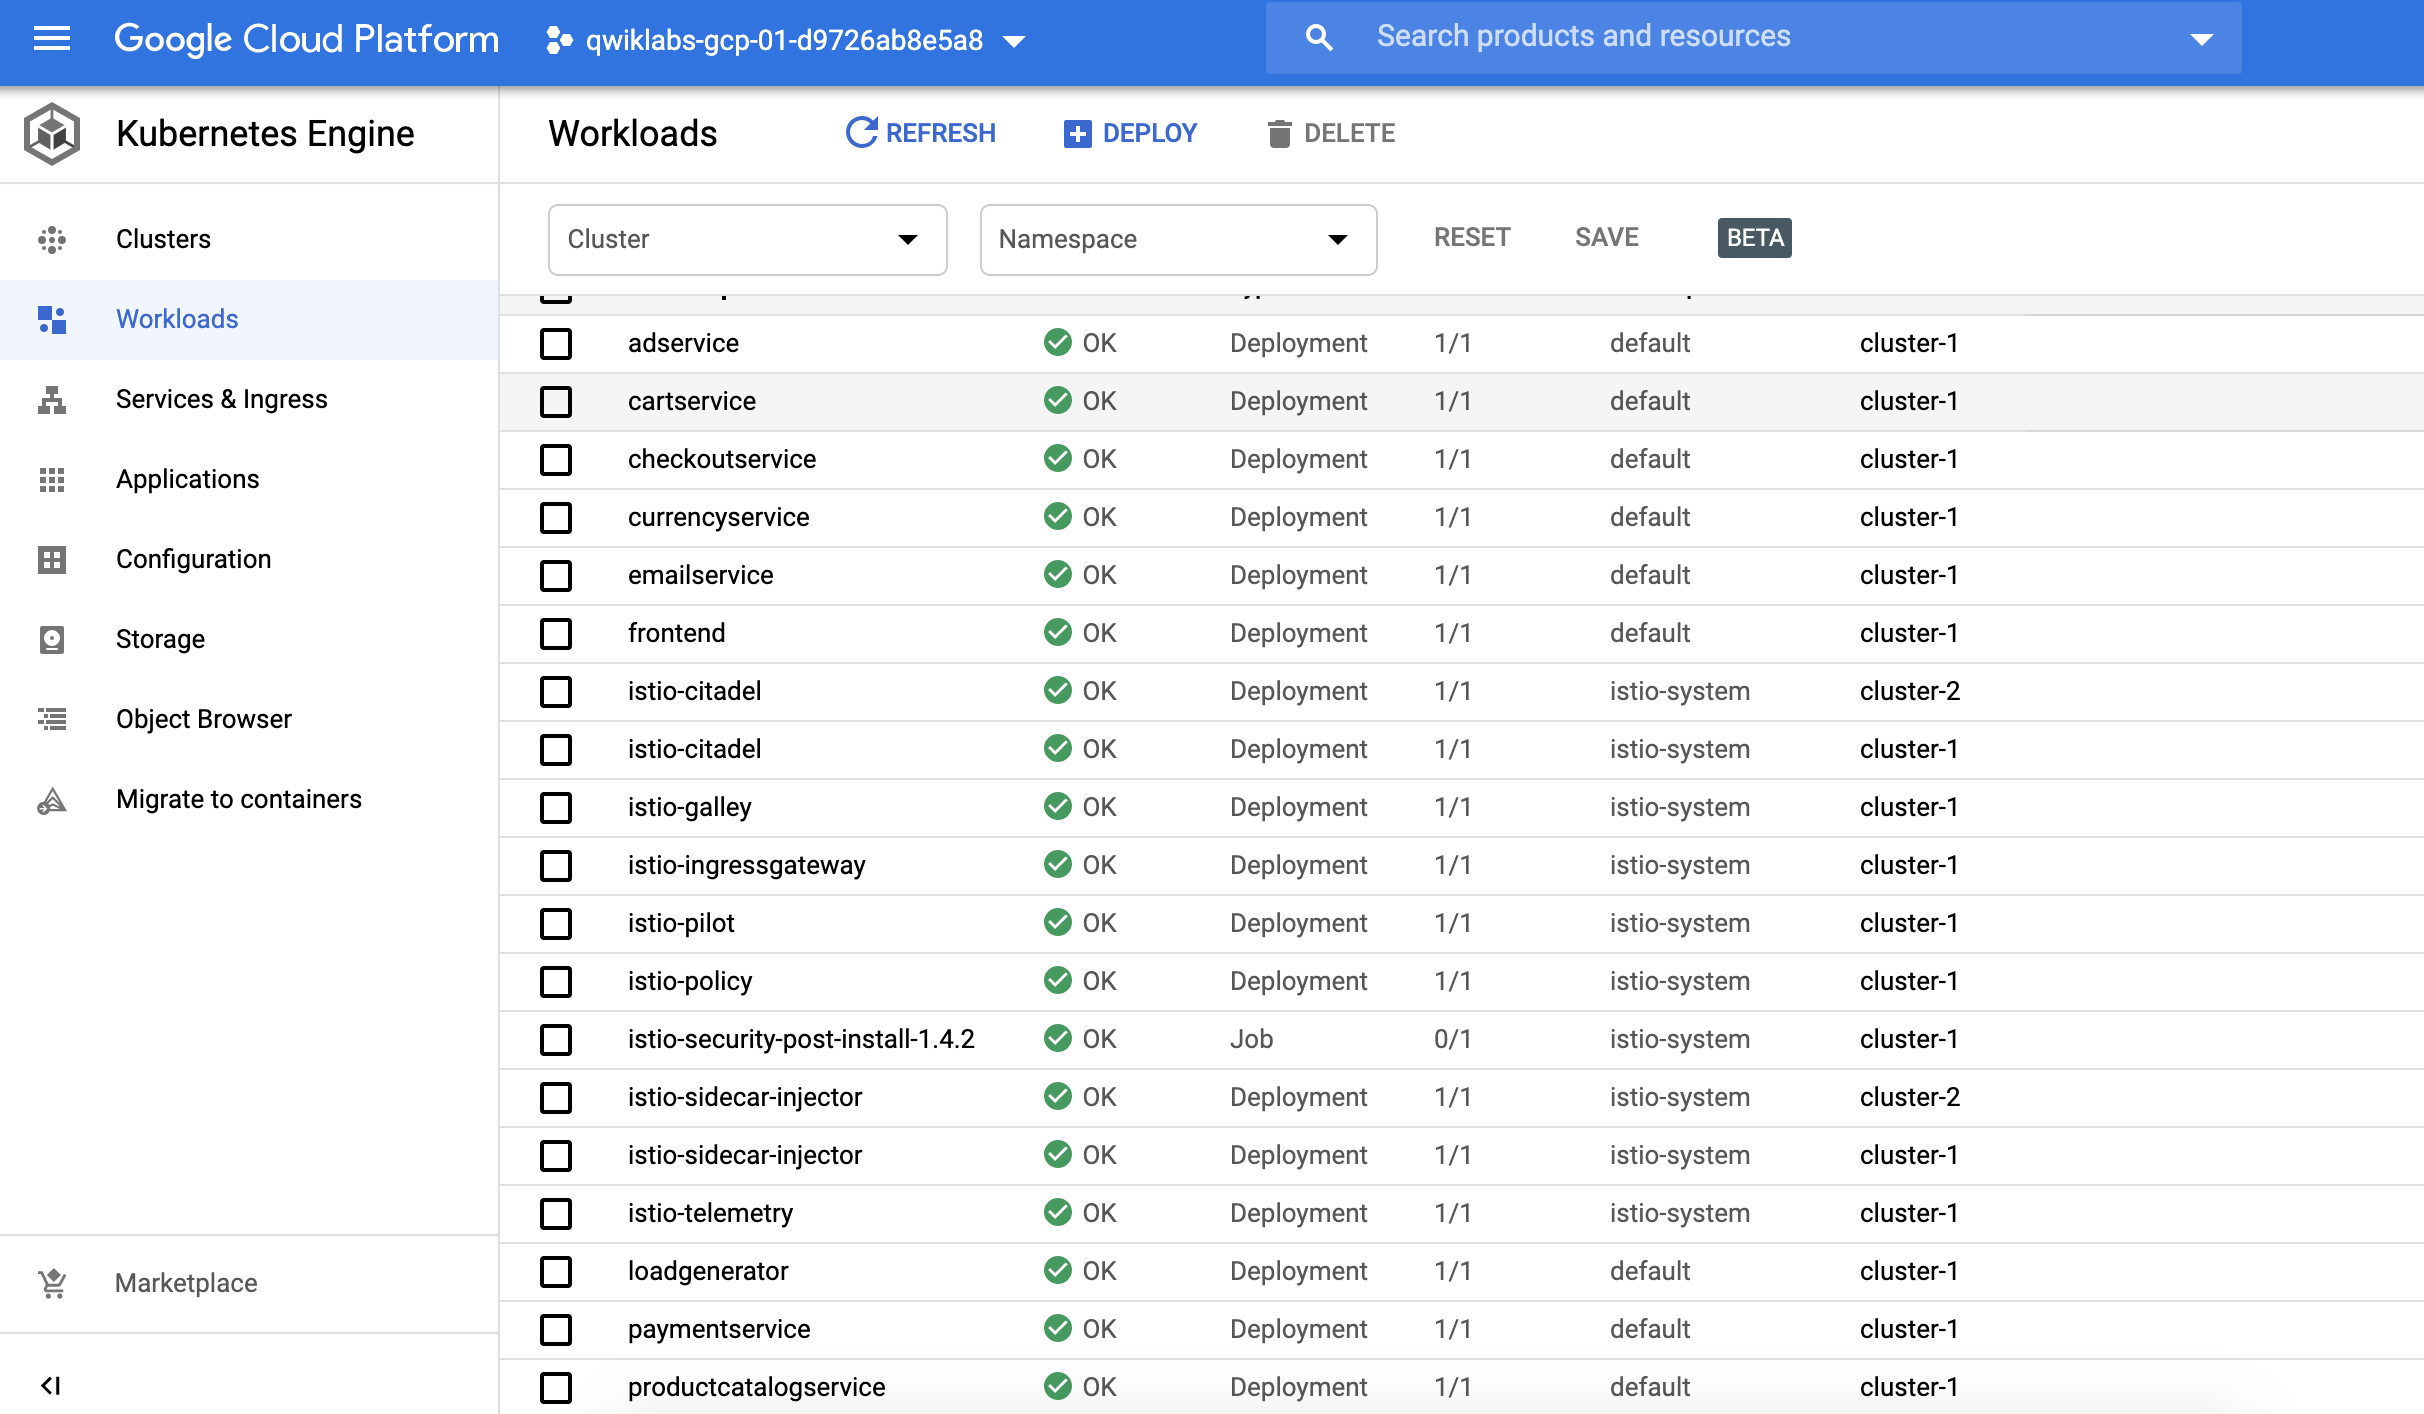 Google Cloud Platform qwiklabs-gcp-01-d9726ab8e5a8 Search products and resources
Kubernetes Engine
Clusters
Workloads
Services & Ingress
Applications
Configuration
Storage
Object Browser
Migrate to containers
Marketplace
Workloads REFRESH DEPLOY DELETE
Cluster Namespace RESET SAVE BETA
adservice OK Deployment 1/1 default cluster-1
cartservice OK Deployment 1/1 default cluster-1
checkoutservice OK Deployment 1/1 default cluster-1
currencyservice OK Deployment 1/1 default cluster-1
emailservice OK Deployment 1/1 default cluster-1
frontend OK Deployment 1/1 default cluster-1
istio-citadel OK Deployment 1/1 istio-system cluster-2
istio-citadel OK Deployment 1/1 istio-system cluster-1
istio-galley OK Deployment 1/1 istio-system cluster-1
istio-ingressgateway OK Deployment 1/1 istio-system cluster-1
istio-pilot OK Deployment 1/1 istio-system cluster-1
istio-policy OK Deployment 1/1 istio-system cluster-1
istio-security-post-install-1.4.2 OK Job 0/1 istio-system cluster-1
istio-sidecar-injector OK Deployment 1/1 istio-system cluster-2
istio-sidecar-injector OK Deployment 1/1 istio-system cluster-1
istio-telemetry OK Deployment 1/1 istio-system cluster-1
loadgenerator OK Deployment 1/1 default cluster-1
paymentservice OK Deployment 1/1 default cluster-1
productcatalogservice OK Deployment 1/1 default cluster-1